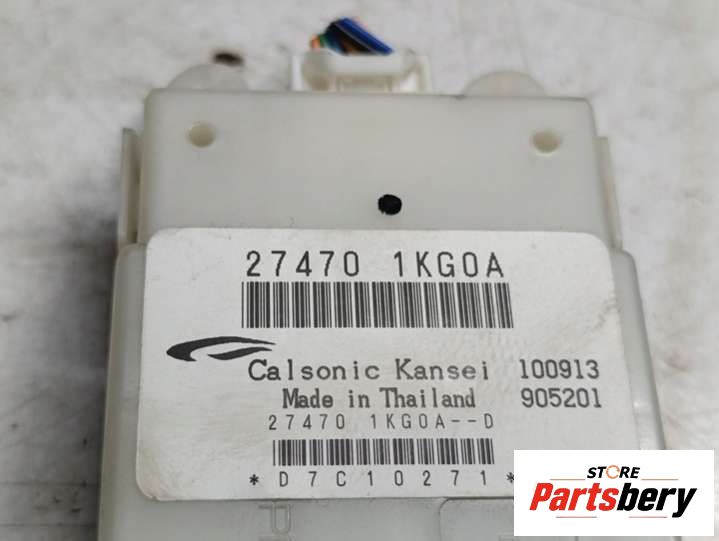 27470 1KG0A
Calsonic Kansei 100913
Made in Thailand 905201
27470 1KG0A--D
*D7C10271*
STORE
Partsbery